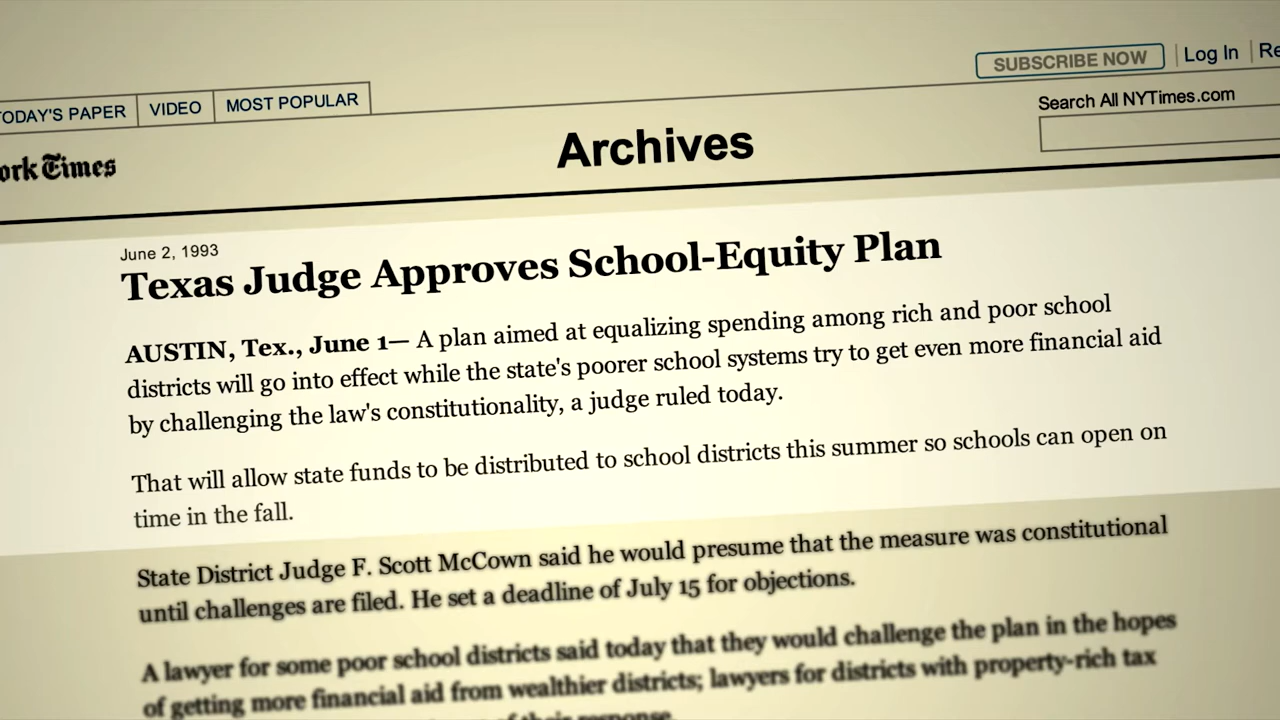 SUBSCRIBE NOW
Log In
TODAY'S PAPER
VIDEO
MOST POPULAR
Search All NYTimes.com
Archives
Times
June 2, 1993
Texas Judge Approves School-Equity Plan
AUSTIN, Tex., June 1— A plan aimed at equalizing spending among rich and poor school
districts will go into effect while the state's poorer school systems try to get even more financial aid
by challenging the law's constitutionality, a judge ruled today.
That will allow state funds to be distributed to school districts this summer so schools can open on
time in the fall.
State District Judge F. Scott McCown said he would presume that the measure was constitutional
until challenges are filed. He set a deadline of July 15 for objections.
A lawyer for some poor school districts said today that they would challenge the plan in the hopes
of getting more financial aid from wealthier districts; lawyers for districts with property-rich tax
of their response.